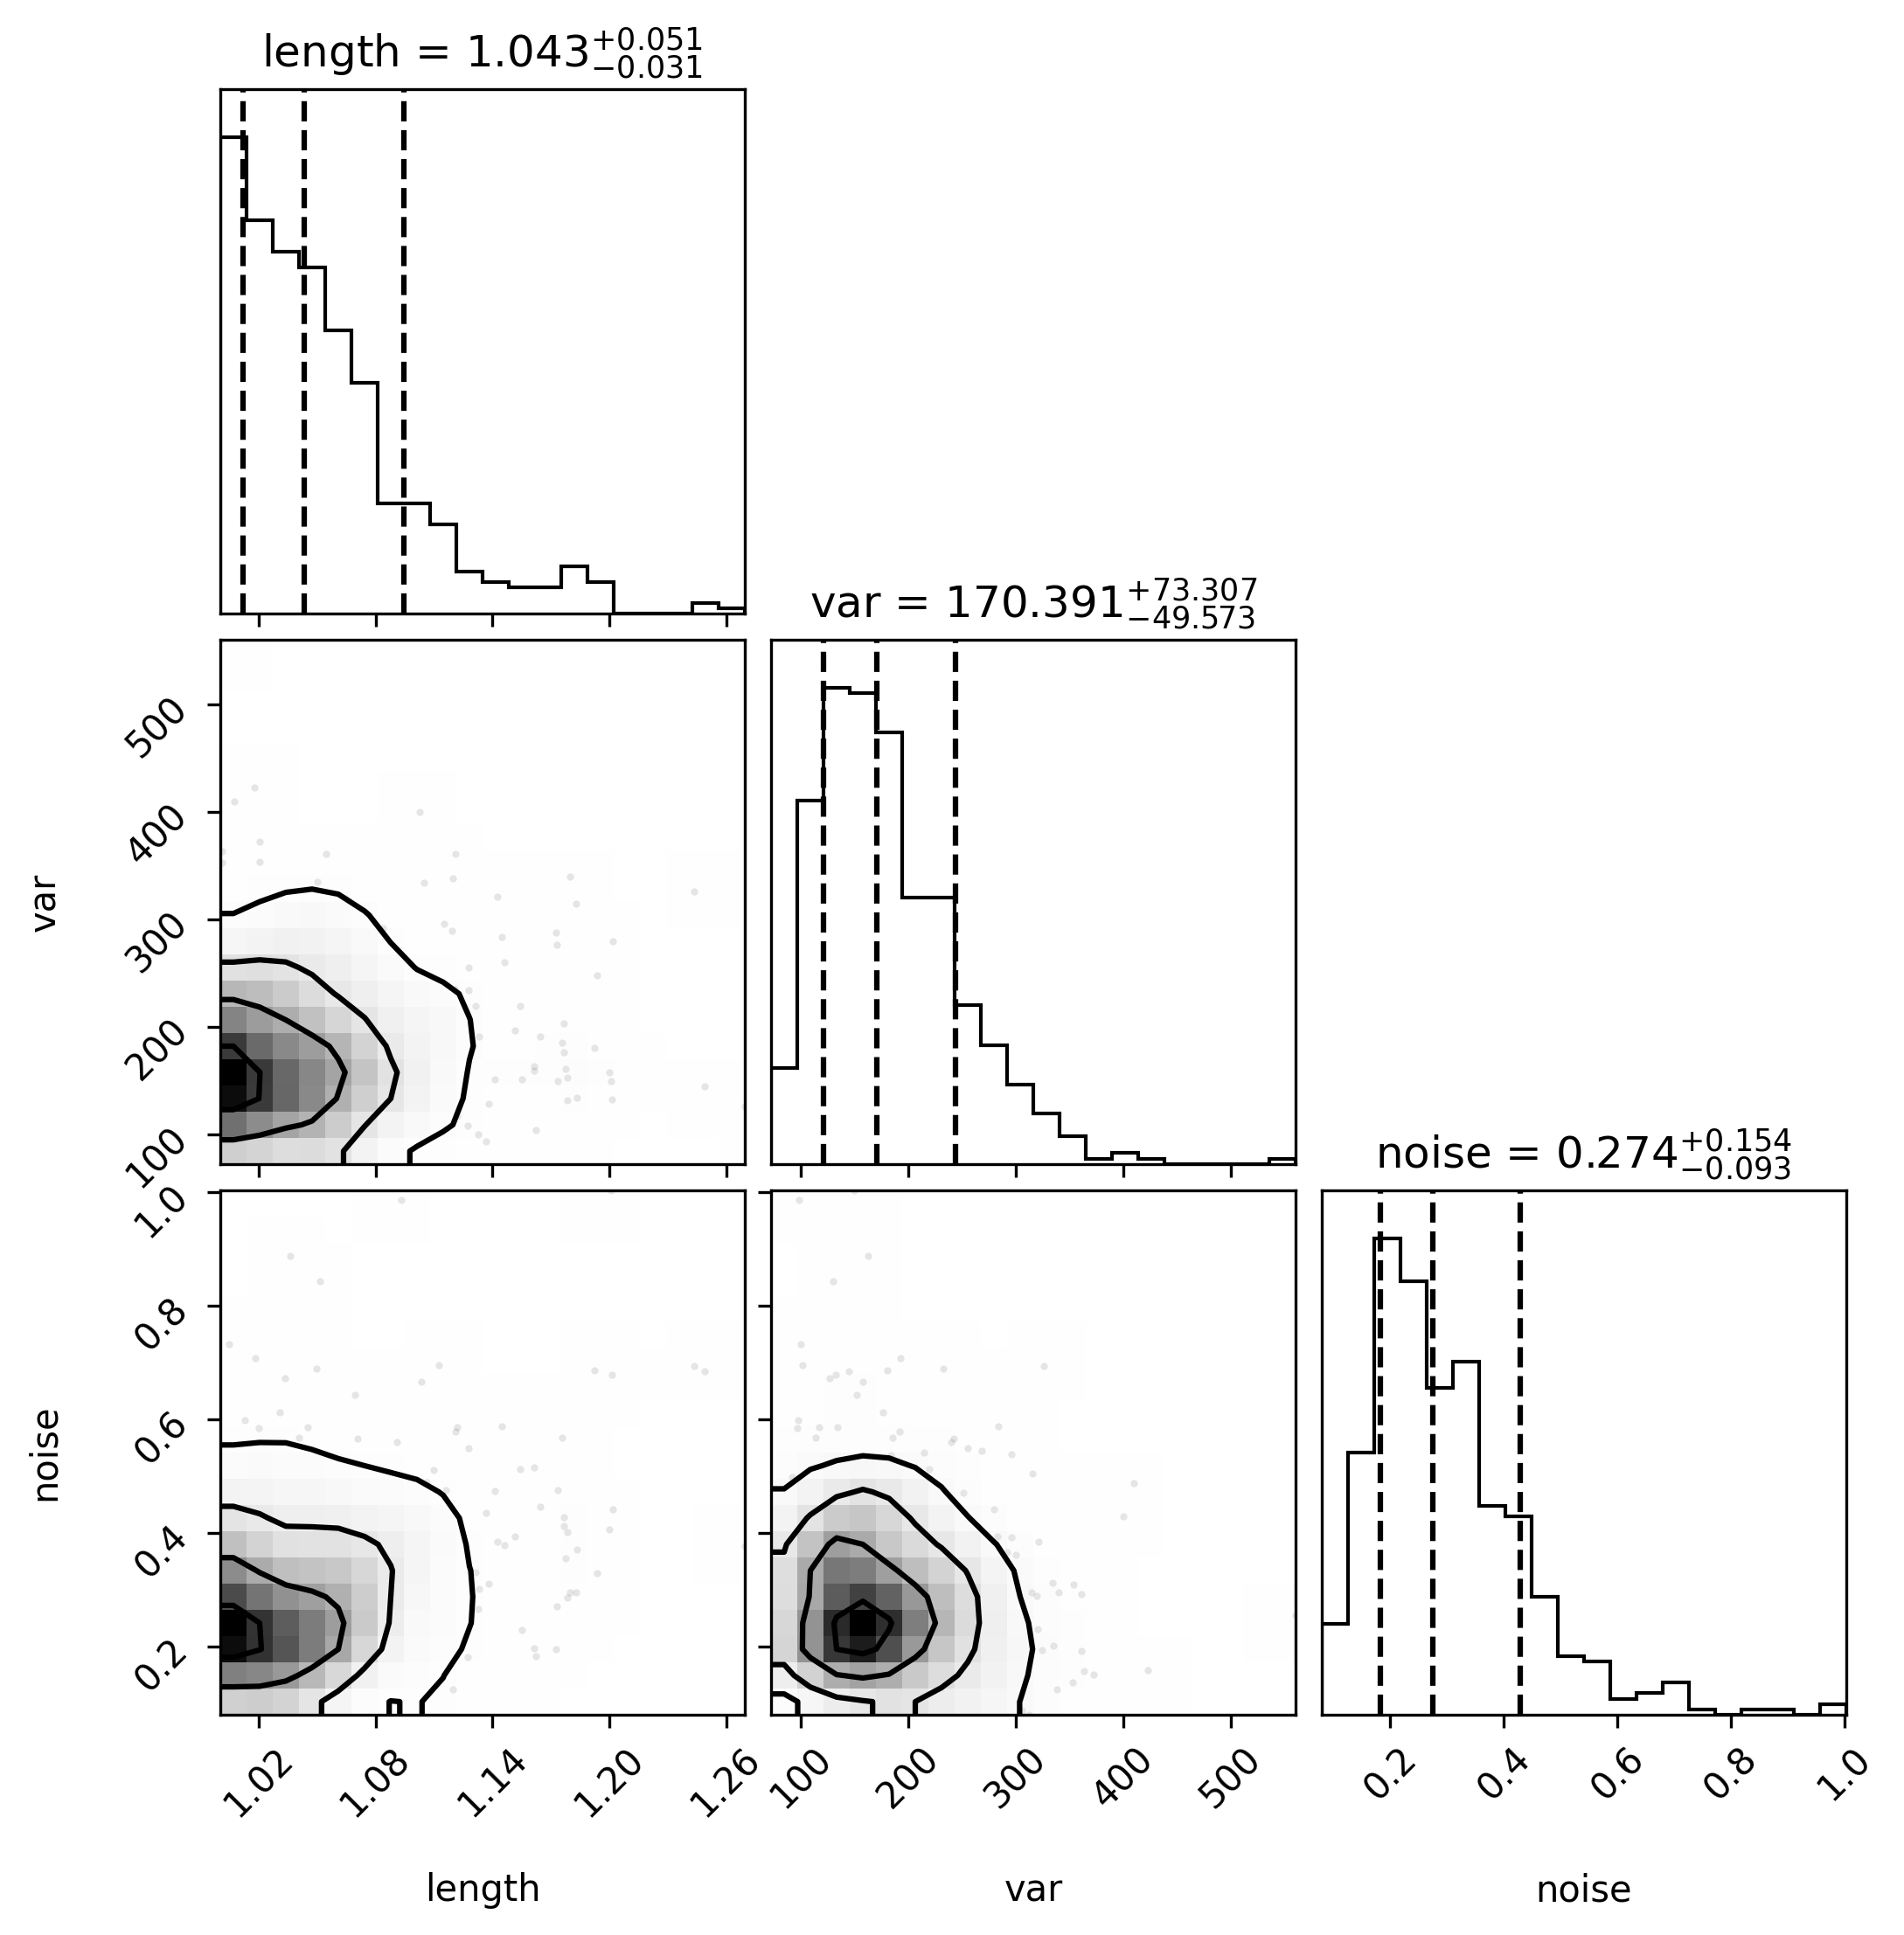 length = 1.043+0.051−0.031
var = 170.391+73.307−49.573
500
400
300
200
100
var
noise = 0.274+0.154−0.093
1.0
0.8
0.6
0.4
0.2
noise
1.02 1.08 1.14 1.20 1.26 100 200 300 400 500 0.2 0.4 0.6 0.8 1.0
length var noise